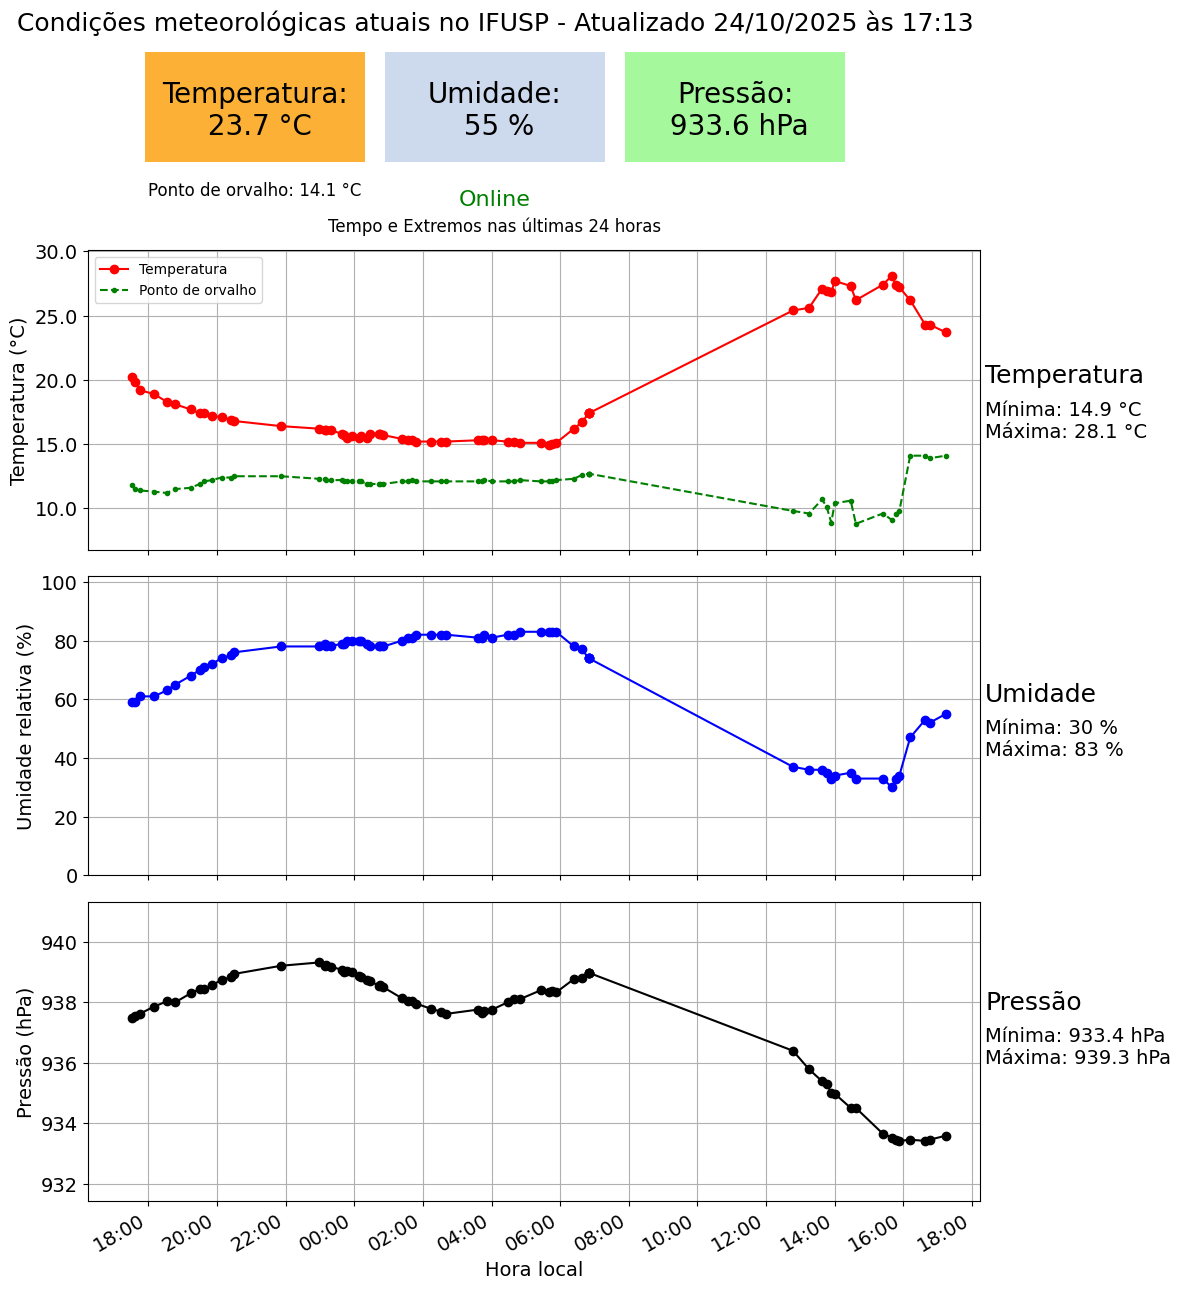 Condições meteorológicas atuais no IFUSP - Atualizado 24/10/2025 às 17:13
Temperatura:
23.7 °C
Umidade:
55 %
Pressão:
933.6 hPa
Ponto de orvalho: 14.1 °C
Online
Tempo e Extremos nas últimas 24 horas
Temperatura (°C)
30.0
25.0
20.0
15.0
10.0
Temperatura
Ponto de orvalho
Temperatura
Mínima: 14.9 °C
Máxima: 28.1 °C
Umidade relativa (%)
100
80
60
40
20
0
Umidade
Mínima: 30 %
Máxima: 83 %
Pressão (hPa)
940
938
936
934
932
Pressão
Mínima: 933.4 hPa
Máxima: 939.3 hPa
18:00
20:00
22:00
00:00
02:00
04:00
06:00
08:00
10:00
12:00
14:00
16:00
18:00
Hora local